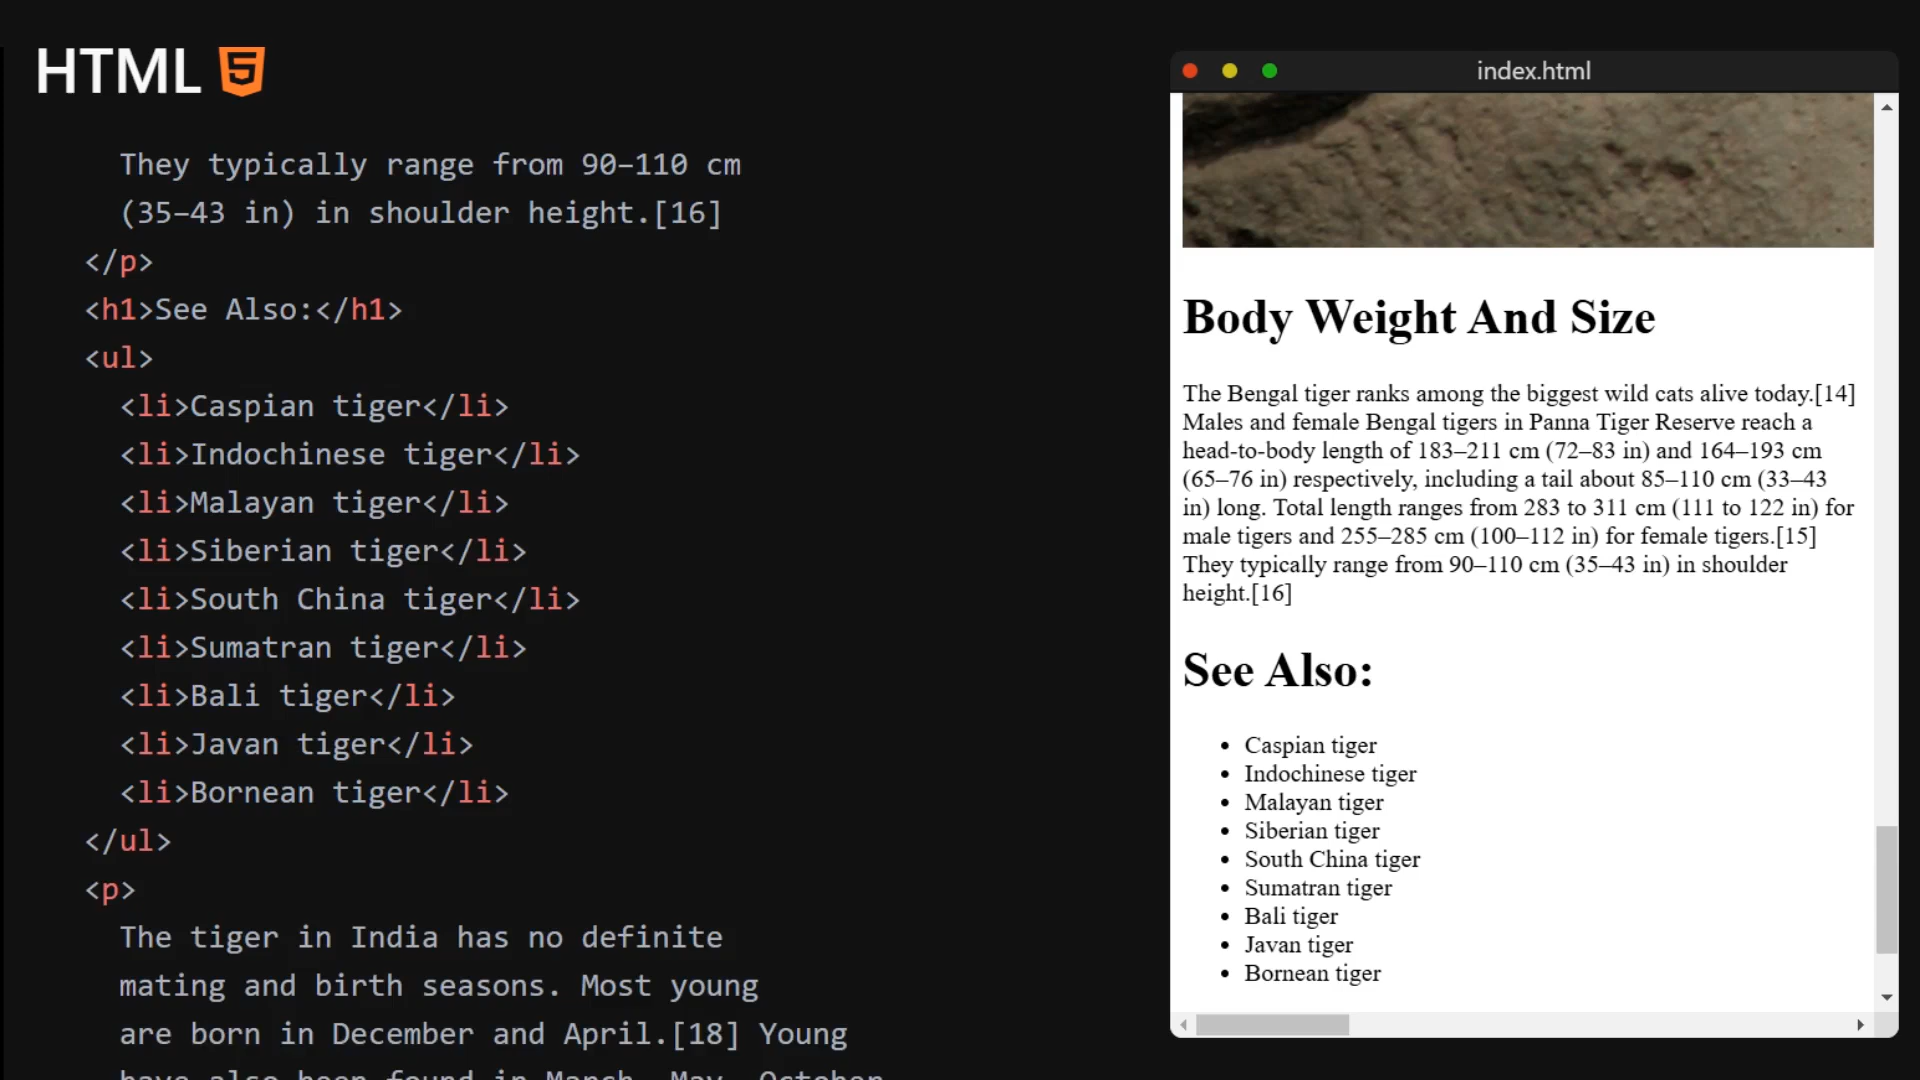 HTML 5
They typically range from 90–110 cm
(35–43 in) in shoulder height.[16]
</p>
<h1>See Also:</h1>
<ul>
<li>Caspian tiger</li>
<li>Indochinese tiger</li>
<li>Malayan tiger</li>
<li>Siberian tiger</li>
<li>South China tiger</li>
<li>Sumatran tiger</li>
<li>Bali tiger</li>
<li>Javan tiger</li>
<li>Bornean tiger</li>
</ul>
<p>
The tiger in India has no definite
mating and birth seasons. Most young
are born in December and April.[18] Young
have also been found in March, May, October
index.html
Body Weight And Size
The Bengal tiger ranks among the biggest wild cats alive today.[14]
Males and female Bengal tigers in Panna Tiger Reserve reach a
head-to-body length of 183–211 cm (72–83 in) and 164–193 cm
(65–76 in) respectively, including a tail about 85–110 cm (33–43
in) long. Total length ranges from 283 to 311 cm (111 to 122 in) for
male tigers and 255–285 cm (100–112 in) for female tigers.[15]
They typically range from 90–110 cm (35–43 in) in shoulder
height.[16]
See Also:
• Caspian tiger
• Indochinese tiger
• Malayan tiger
• Siberian tiger
• South China tiger
• Sumatran tiger
• Bali tiger
• Javan tiger
• Bornean tiger